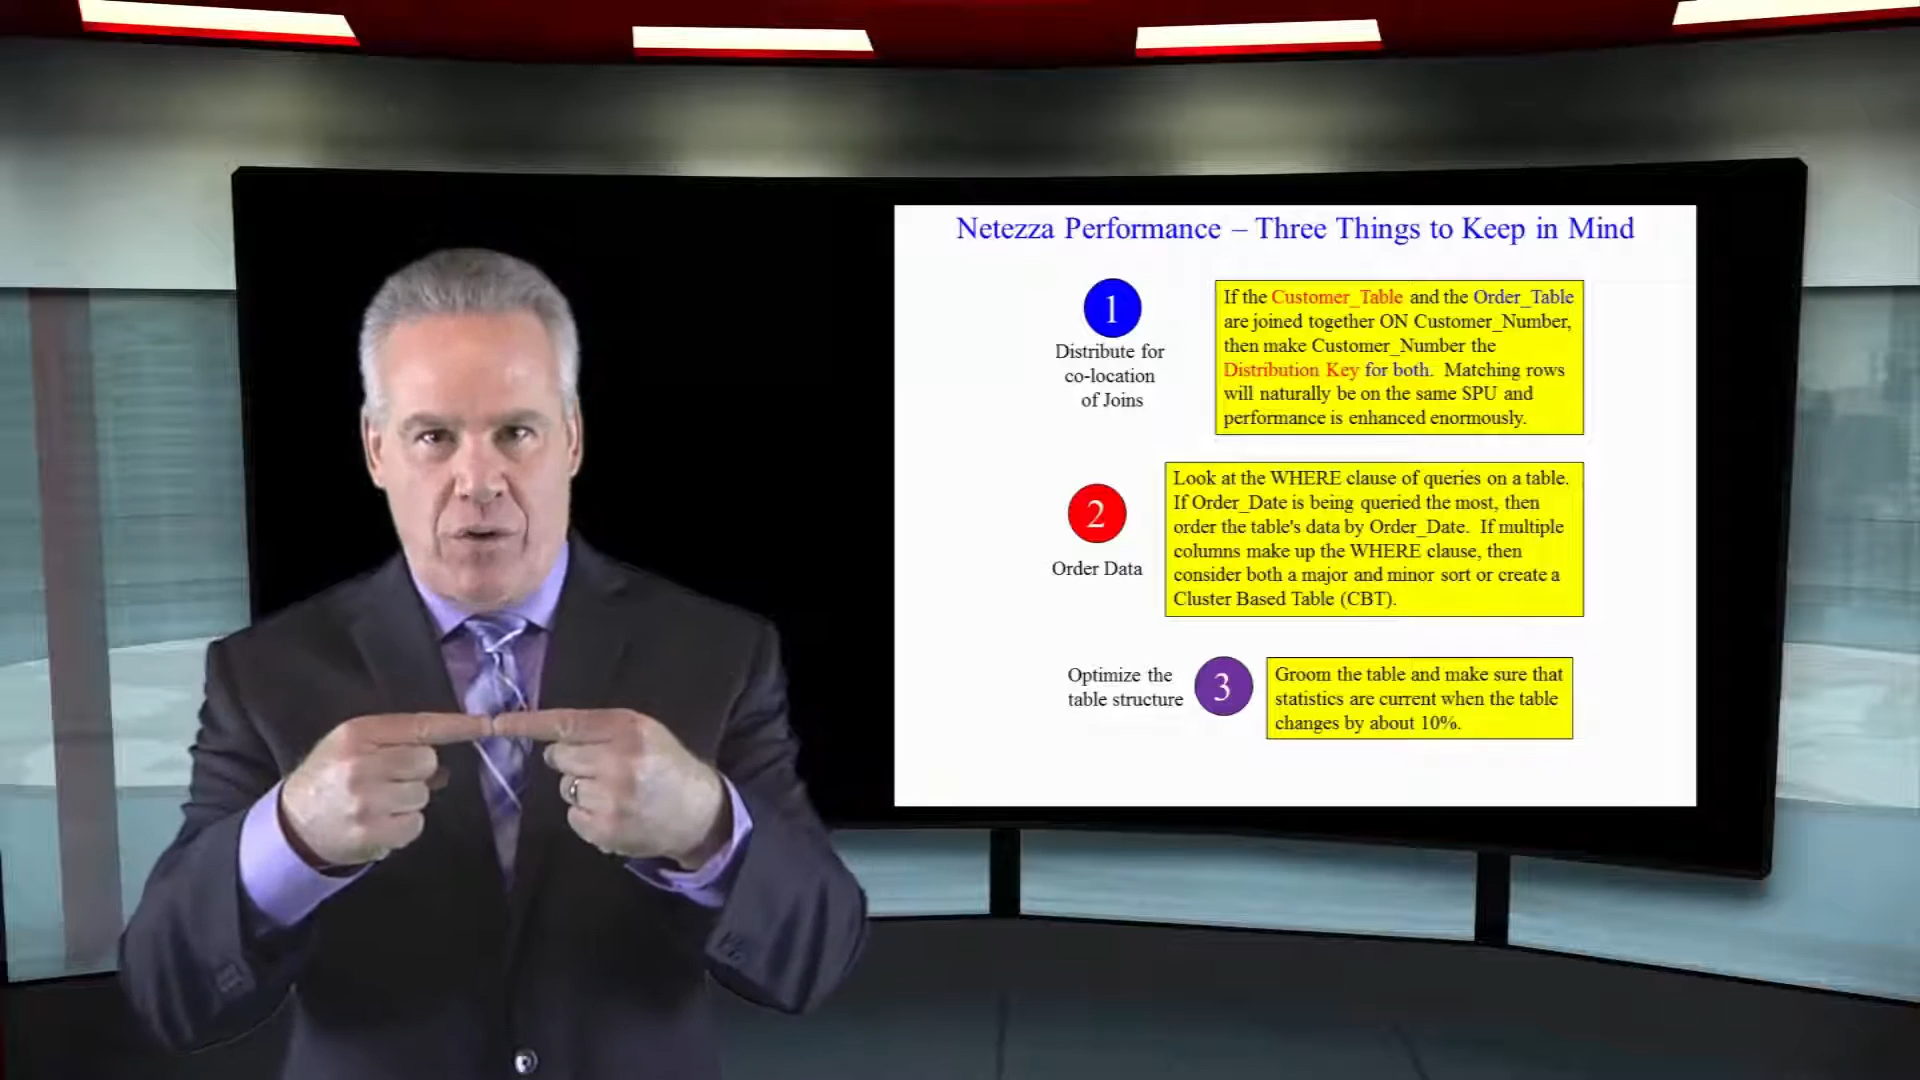 Netezza Performance – Three Things to Keep in Mind
1
Distribute for
co-location
of Joins
If the Customer_Table and the Order_Table
are joined together ON Customer_Number,
then make Customer_Number the
Distribution Key for both. Matching rows
will naturally be on the same SPU and
performance is enhanced enormously.
2
Order Data
Look at the WHERE clause of queries on a table.
If Order_Date is being queried the most, then
order the table's data by Order_Date. If multiple
columns make up the WHERE clause, then
consider both a major and minor sort or create a
Cluster Based Table (CBT).
Optimize the
table structure
3
Groom the table and make sure that
statistics are current when the table
changes by about 10%.